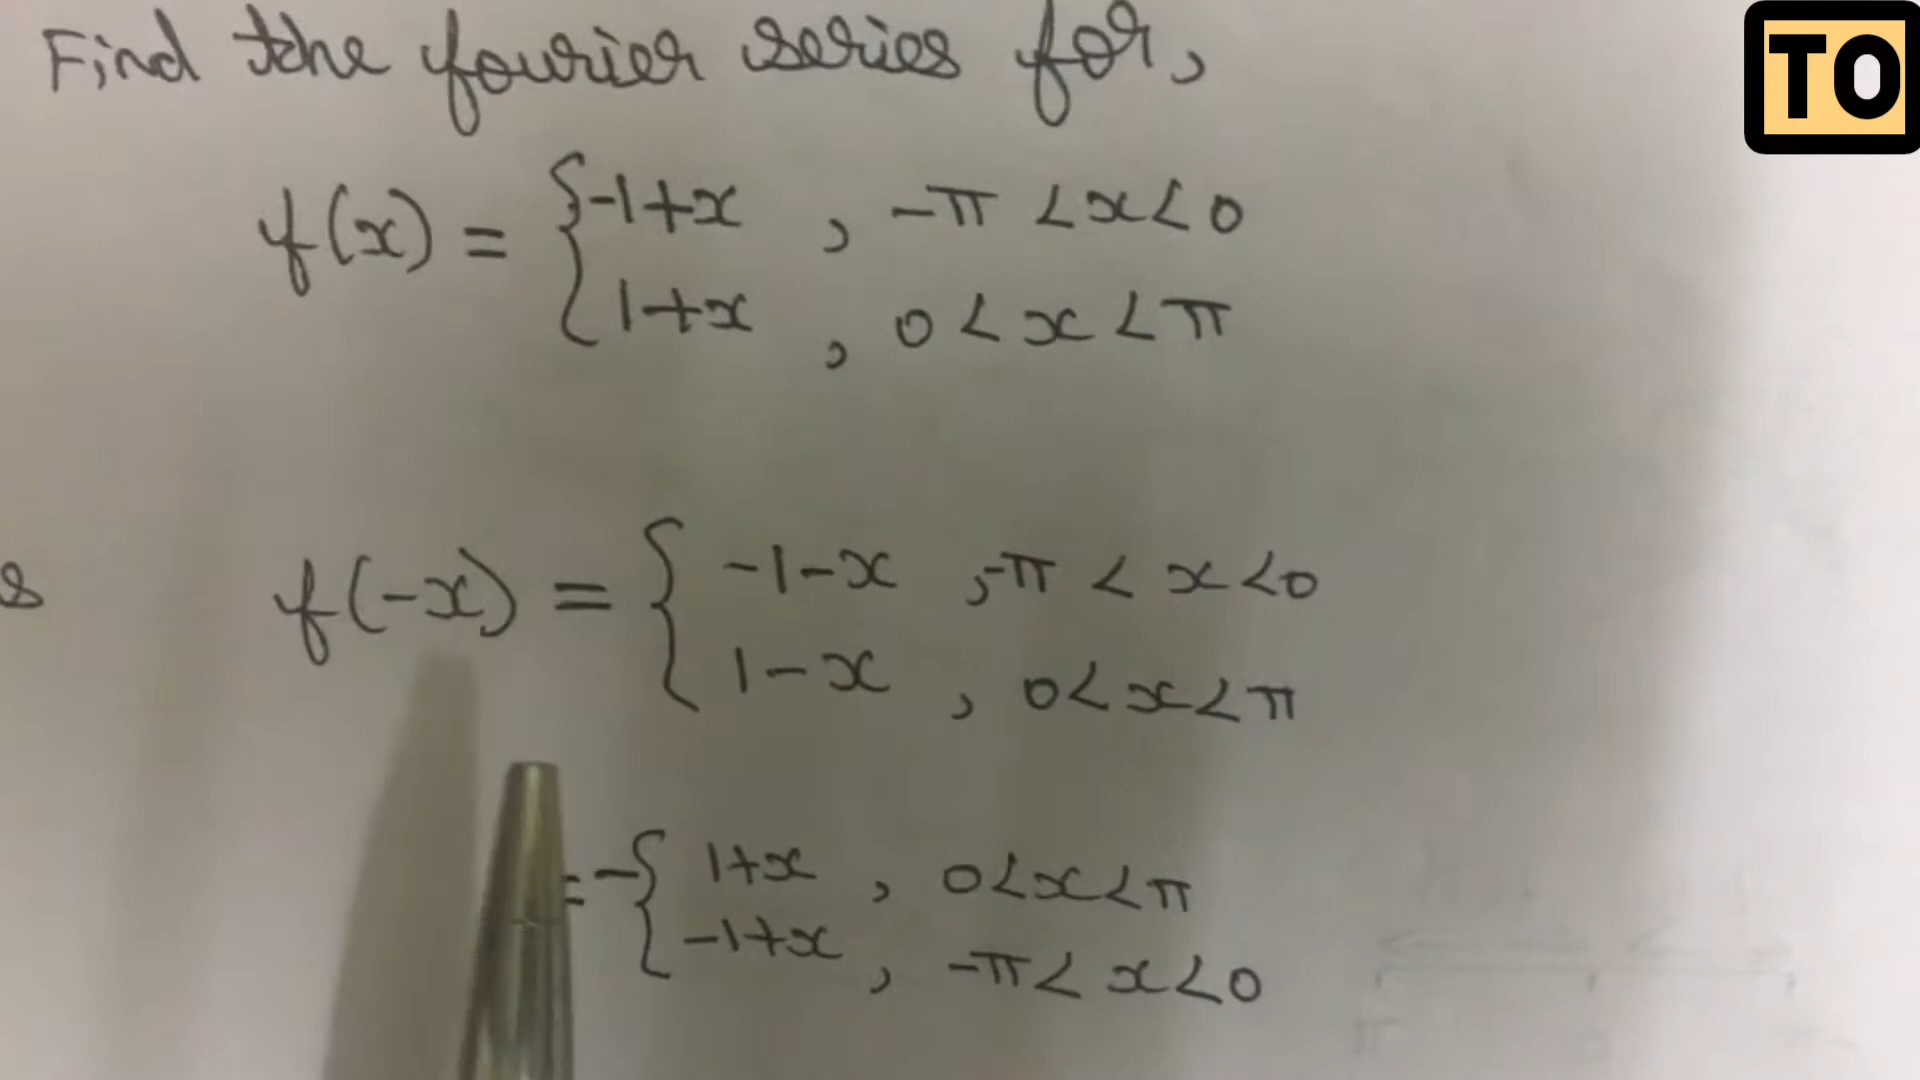 Find the fourier series for,
TO
f(x) = { -1+x , -π < x < 0
1+x , 0 < x < π
s
f(-x) = { -1-x , -π < x < 0
1-x , 0 < x < π
= - { 1+x , 0 < x < π
-1+x , -π < x < 0